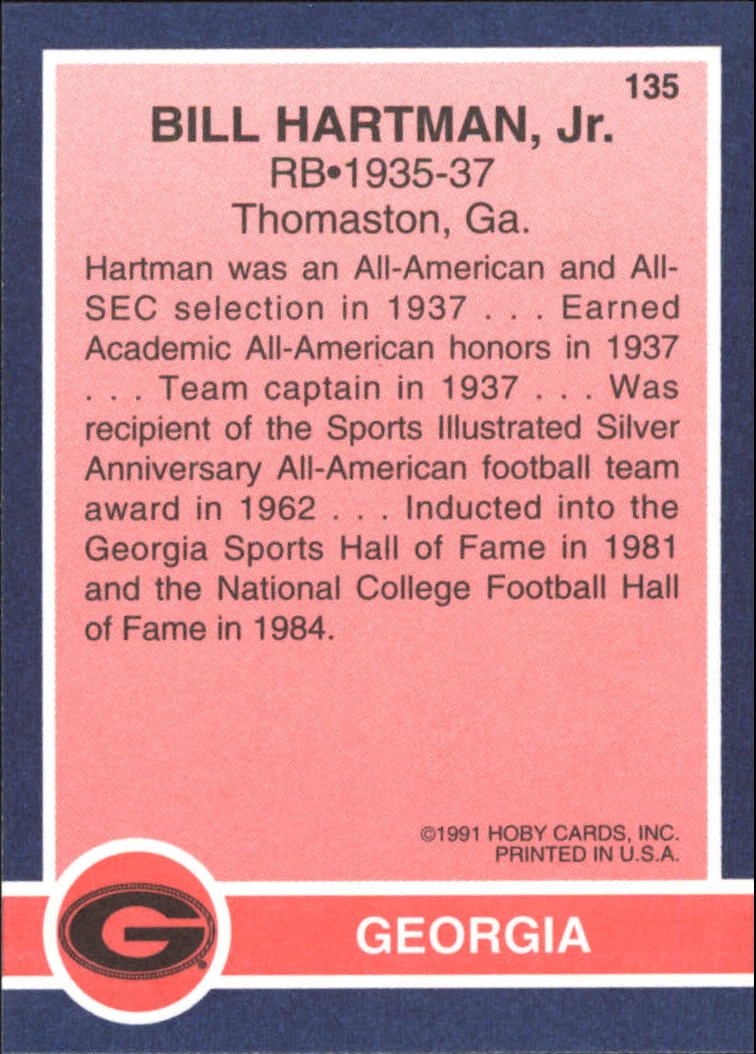 135
BILL HARTMAN, Jr.
RB•1935-37
Thomaston, Ga.
Hartman was an All-American and All-
SEC selection in 1937 . . . Earned
Academic All-American honors in 1937
. . . Team captain in 1937 . . . Was
recipient of the Sports Illustrated Silver
Anniversary All-American football team
award in 1962 . . . Inducted into the
Georgia Sports Hall of Fame in 1981
and the National College Football Hall
of Fame in 1984.
©1991 HOBY CARDS, INC.
PRINTED IN U.S.A.
G
GEORGIA